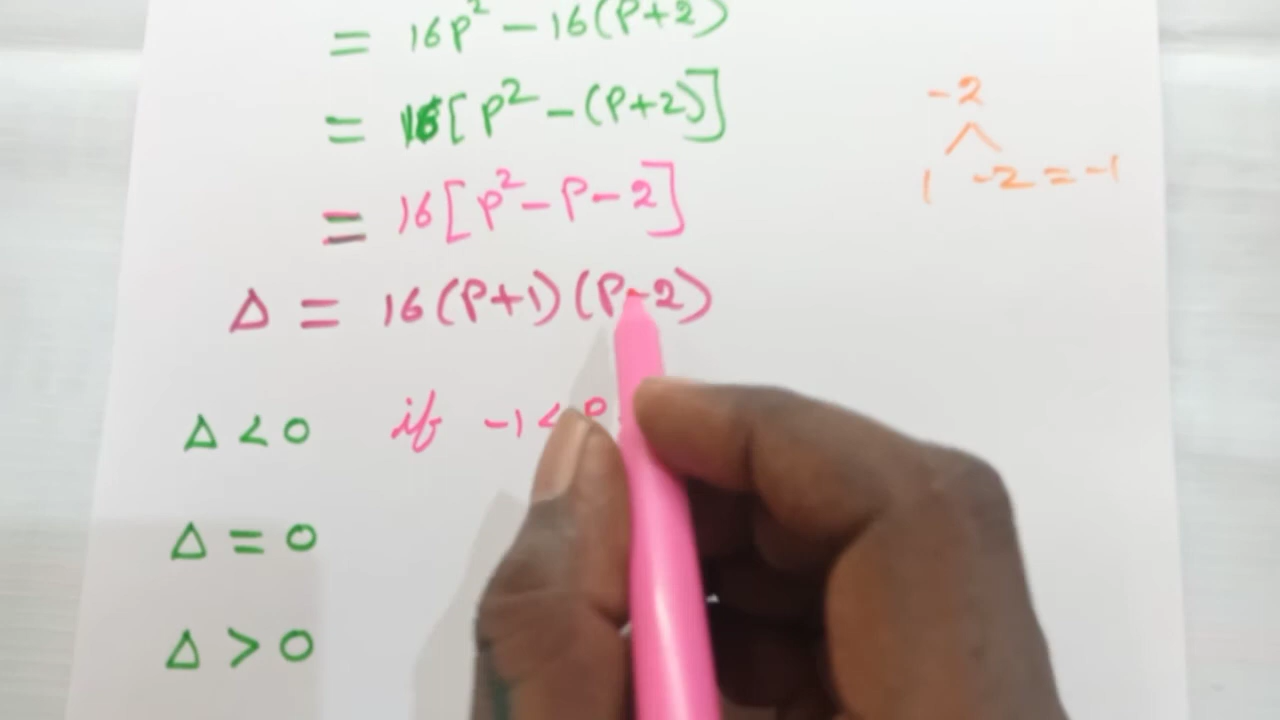 = 16p² - 16(P+2)
= 16[p² - (P+2)]
= 16[p² - P - 2]
Δ = 16(P+1)(P-2)
Δ < 0 if -1 < P
Δ = 0
Δ > 0
-2
1 -2 = -1